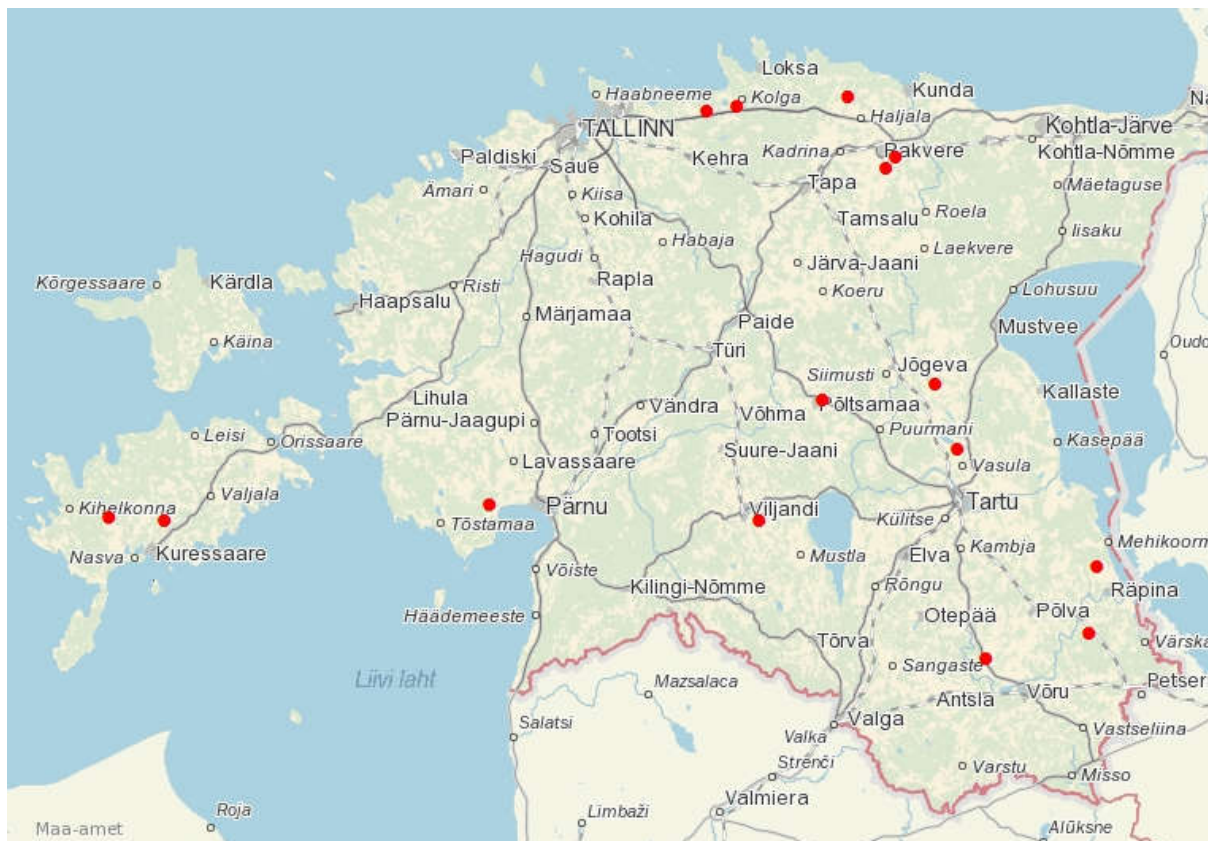 Loksa
Haabneeme
Kolga
Kunda
Na
TALLINN
Haljala
Kohtla-Järve
Paldiski
Saue
Kehra
Kadrina
Rakvere
Kohtla-Nõmme
Ämari
Kiisa
Tapa
Mäetaguse
Kohila
Tamsalu
Roela
Habaja
Iisaku
Hagudi
Laekvere
Järva-Jaani
Kõrgessaare
Kärdla
Risti
Rapla
Koeru
Lohusuu
Haapsalu
Märjamaa
Paide
Mustvee
Käina
Türi
Oudo
Siimusti
Jõgeva
Lihula
Kallaste
Vändra
Võhma
Põltsamaa
Pärnu-Jaagupi
Leisi
Orissaare
Tootsi
Puurmani
Kasepää
Suure-Jaani
Lavassaare
Vasula
Kihelkonna
Valjala
Pärnu
Viljandi
Tartu
Tõstamaa
Külitse
Nasva
Kuressaare
Mustla
Elva
Kambja
Mehikoorm
Võiste
Kilingi-Nõmme
Rõngu
Räpina
Häädemeeste
Otepää
Põlva
Tõrva
Värska
Liivi laht
Sangaste
Mazsalaca
Antsla
Võru
Petser
Salatsi
Valga
Valka
Vastseliina
Strenči
Varstu
Misso
Roja
Limbaži
Valmiera
Maa-amet
Alūksne